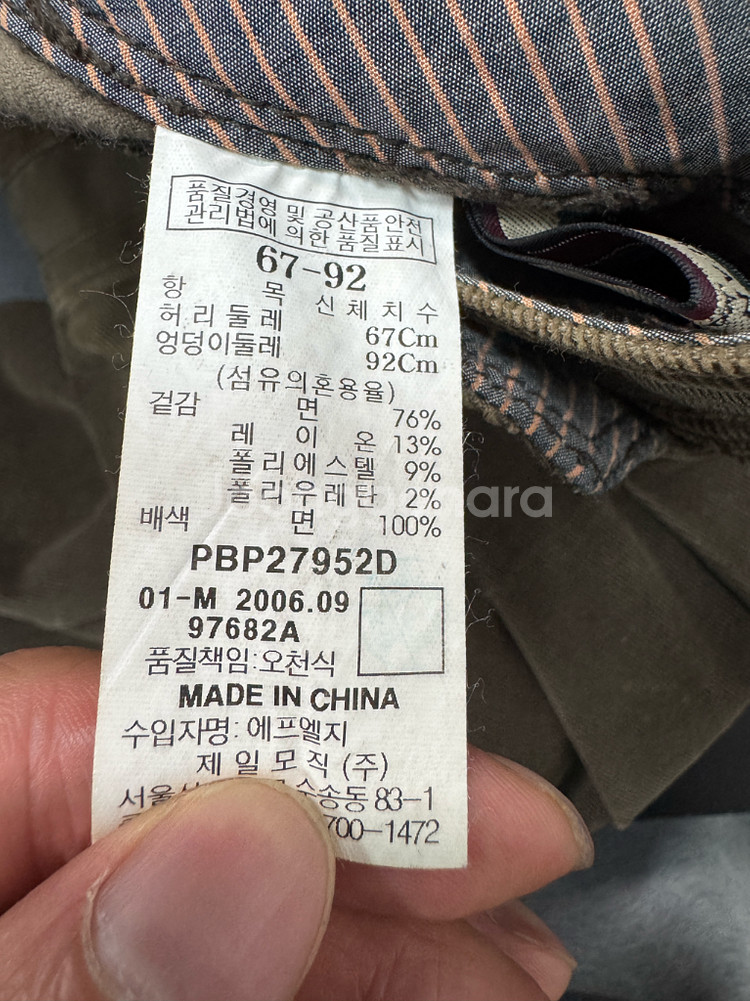 품질경영 및 공산품안전
관리법에 의한 품질표시
67-92
항 목 신체치수
허리둘레 67Cm
엉덩이둘레 92Cm
(섬유의혼용율)
겉감 면 76%
레 이 온 13%
폴리에스텔 9%
폴리우레탄 2%
배색 면 100%
PBP27952D
01-M 2006.09
97682A
품질책임:오천식
MADE IN CHINA
수입자명: 에프엘지
제일모직 (주)
수송동 83-1
700-1472